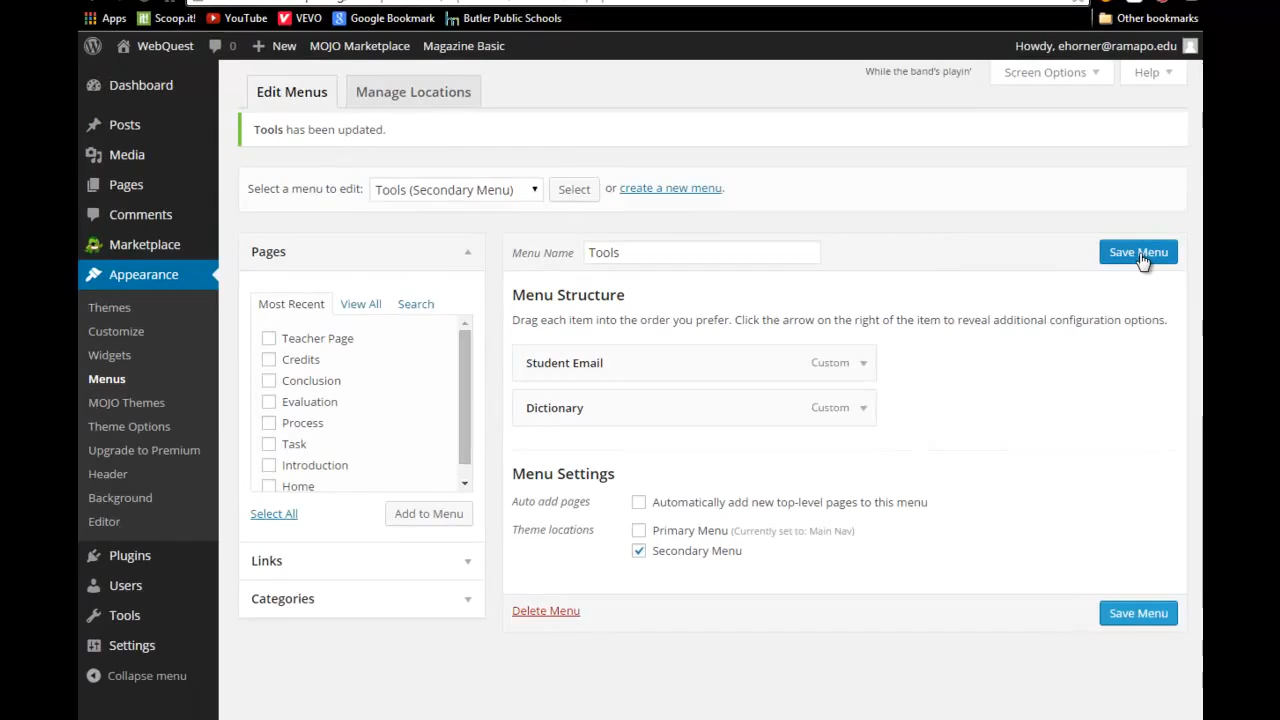 Apps Scoop.it! YouTube VEVO Google Bookmark Butler Public Schools Other bookmarks
WebQuest 0 New MOJO Marketplace Magazine Basic Howdy, ehorner@ramapo.edu
While the band's playin' Screen Options Help
Dashboard
Posts
Media
Pages
Comments
Marketplace
Appearance
Themes
Customize
Widgets
Menus
MOJO Themes
Theme Options
Upgrade to Premium
Header
Background
Editor
Plugins
Users
Tools
Settings
Collapse menu
Edit Menus Manage Locations
Tools has been updated.
Select a menu to edit: Tools (Secondary Menu) Select or create a new menu.
Pages
Most Recent View All Search
Teacher Page
Credits
Conclusion
Evaluation
Process
Task
Introduction
Home
Select All Add to Menu
Links
Categories
Menu Name Tools Save Menu
Menu Structure
Drag each item into the order you prefer. Click the arrow on the right of the item to reveal additional configuration options.
Student Email Custom
Dictionary Custom
Menu Settings
Auto add pages Automatically add new top-level pages to this menu
Theme locations Primary Menu (Currently set to: Main Nav)
Secondary Menu
Delete Menu Save Menu